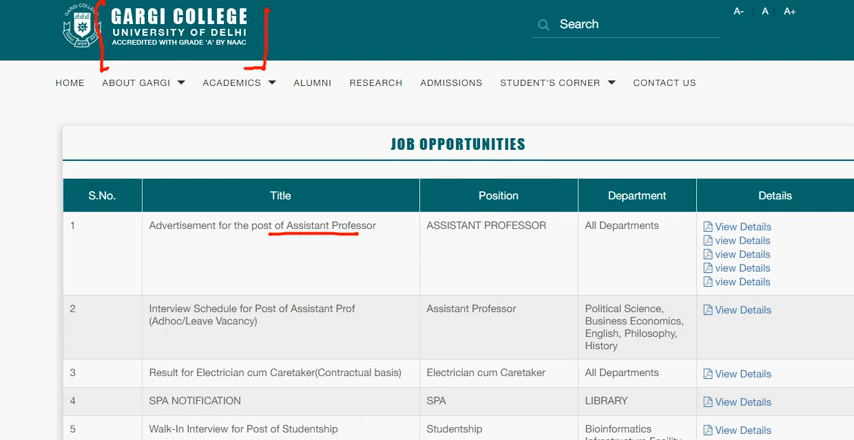 GARGI COLLEGE
UNIVERSITY OF DELHI
ACCREDITED WITH GRADE 'A' BY NAAC
Search
A- A A+
HOME ABOUT GARGI ACADEMICS ALUMNI RESEARCH ADMISSIONS STUDENT'S CORNER CONTACT US
JOB OPPORTUNITIES
S.No. Title Position Department Details
1 Advertisement for the post of Assistant Professor ASSISTANT PROFESSOR All Departments View Details
view Details
view Details
view Details
view Details
2 Interview Schedule for Post of Assistant Prof Assistant Professor Political Science, View Details
(Adhoc/Leave Vacancy) Business Economics,
English, Philosophy,
History
3 Result for Electrician cum Caretaker(Contractual basis) Electrician cum Caretaker All Departments View Details
4 SPA NOTIFICATION SPA LIBRARY View Details
5 Walk-In Interview for Post of Studentship Studentship Bioinformatics View Details
Infrastructure Facility